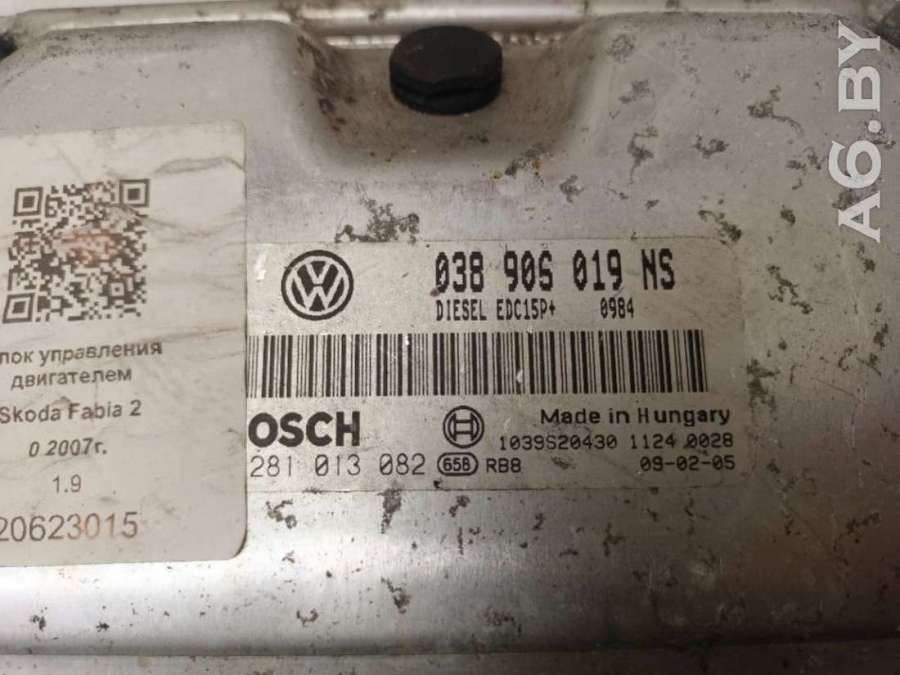 A6.BY
лок управления
двигателем
Skoda Fabia 2
0 2007г.
1.9
20623015
038 906 019 NS
DIESEL EDC15P+ 0984
OSCH
Made in Hungary
1039S20430 1124 0028
281 013 082 658 RB8 09-02-05